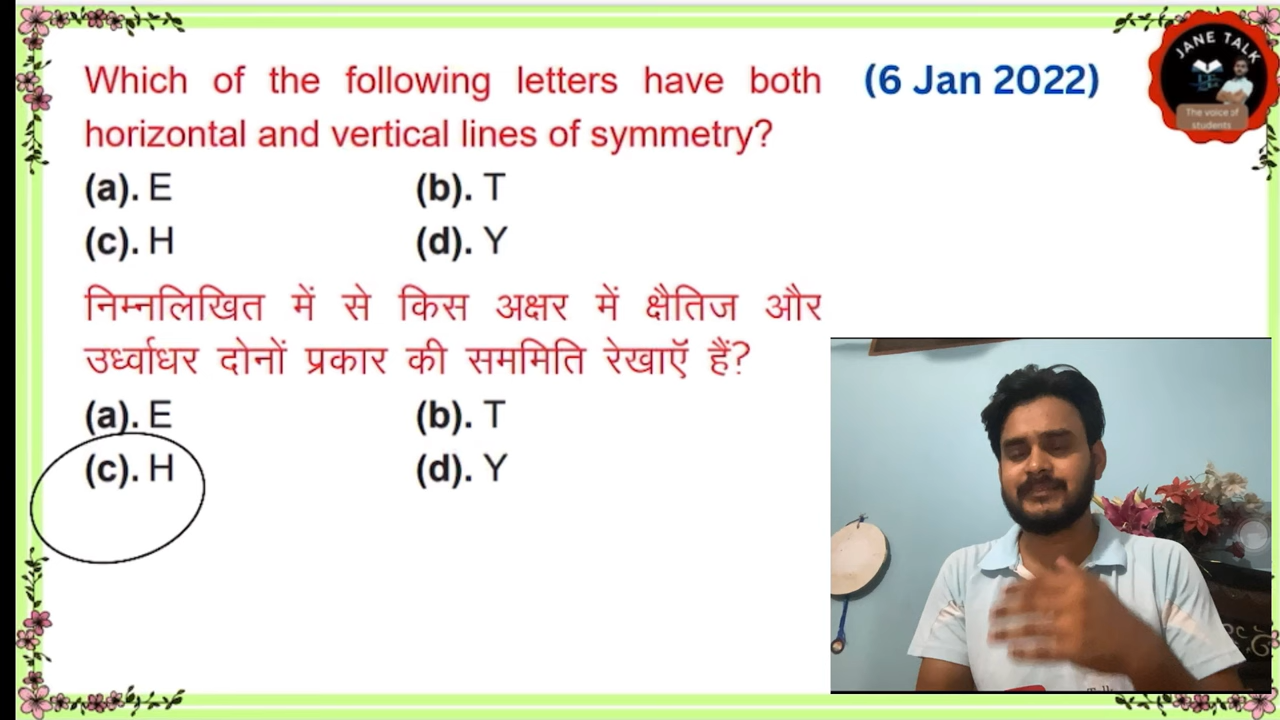 Which of the following letters have both
horizontal and vertical lines of symmetry?
(6 Jan 2022)
(a). E (b). T
(c). H (d). Y
निम्नलिखित में से किस अक्षर में क्षैतिज और
उर्ध्वाधर दोनों प्रकार की सममिति रेखाएँ हैं?
(a). E (b). T
(c). H (d). Y
JANE TALK
The voice of
students